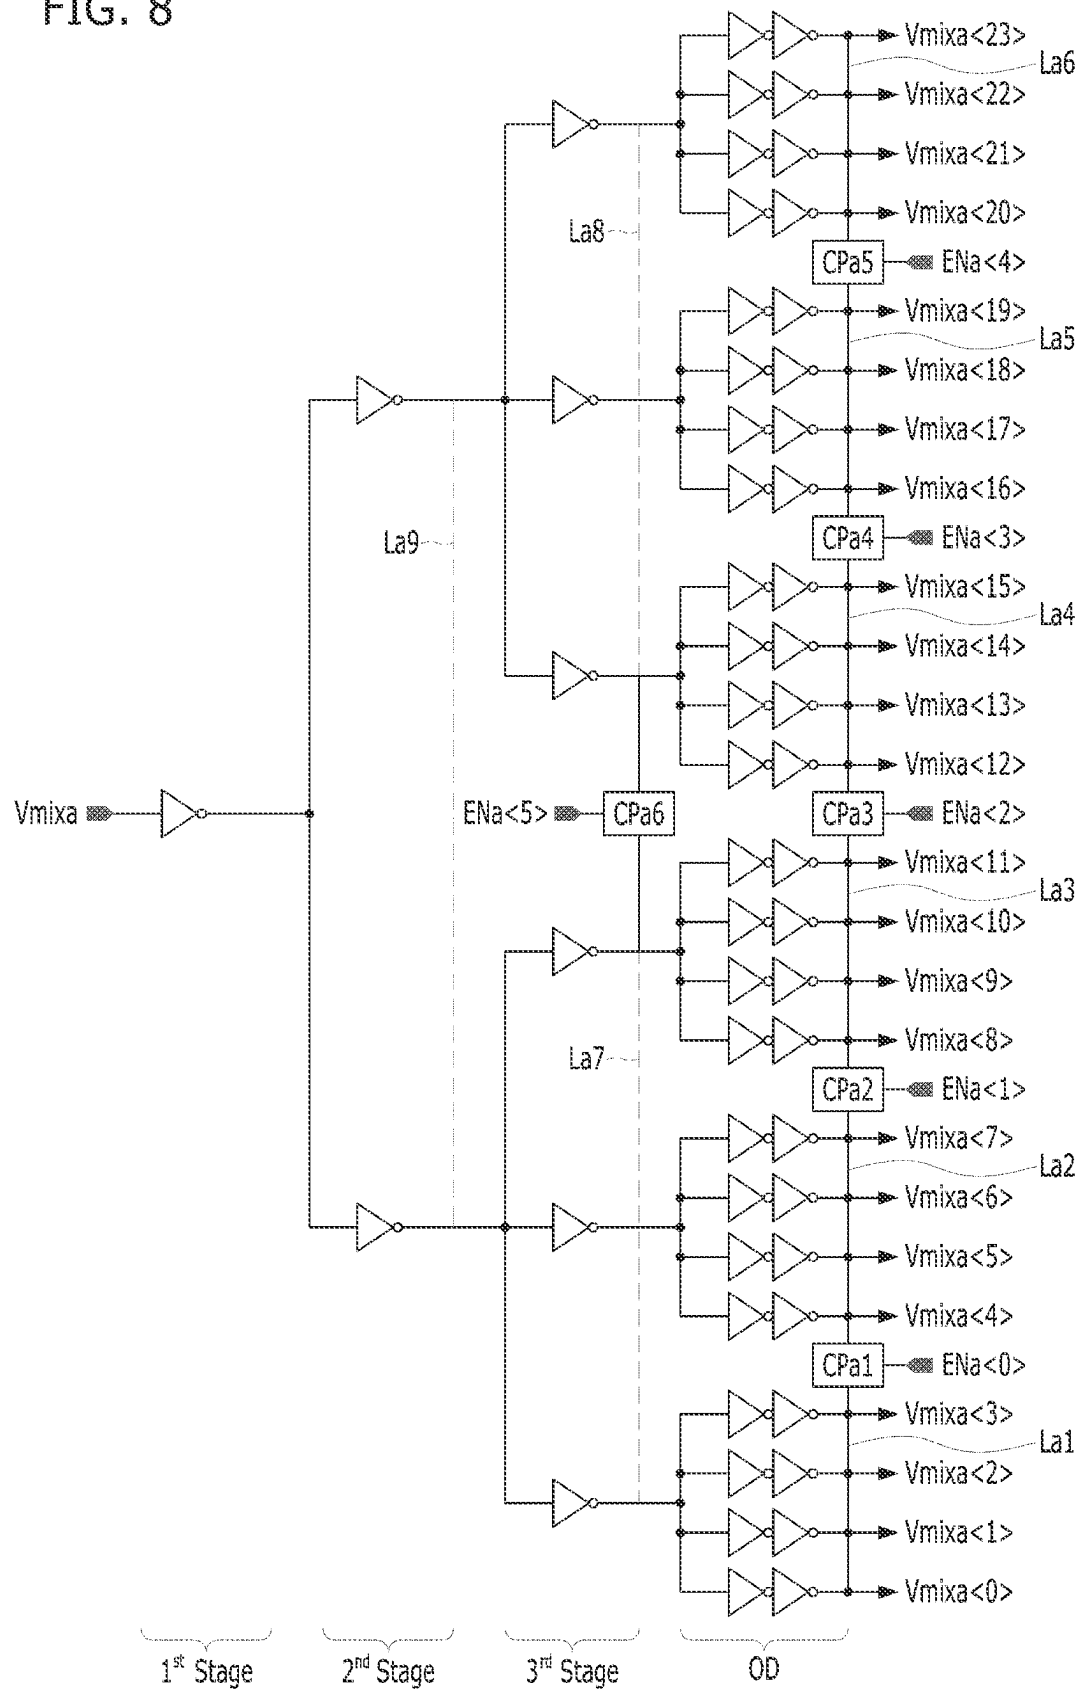 FIG. 8
Vmixa<23>
La6
Vmixa<22>
Vmixa<21>
Vmixa<20>
La8
CPa5
ENa<4>
Vmixa<19>
La5
Vmixa<18>
Vmixa<17>
Vmixa<16>
La9
CPa4
ENa<3>
Vmixa<15>
La4
Vmixa<14>
Vmixa<13>
Vmixa<12>
Vmixa
ENa<5>
CPa6
CPa3
ENa<2>
Vmixa<11>
La3
Vmixa<10>
Vmixa<9>
Vmixa<8>
La7
CPa2
ENa<1>
Vmixa<7>
La2
Vmixa<6>
Vmixa<5>
Vmixa<4>
CPa1
ENa<0>
Vmixa<3>
La1
Vmixa<2>
Vmixa<1>
Vmixa<0>
1st Stage
2nd Stage
3rd Stage
OD